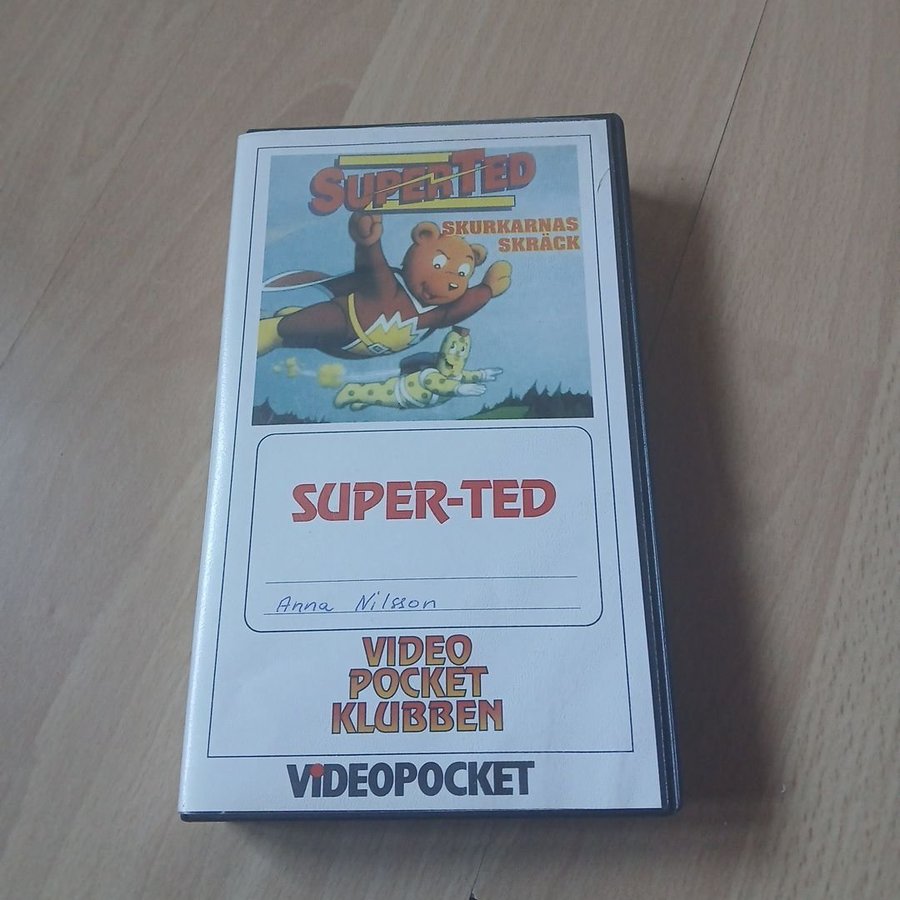 SUPERTED
SKURKARNAS
SKRÄCK
SUPER-TED
Anna Nilsson
VIDEO
POCKET
KLUBBEN
VIDEOPOCKET